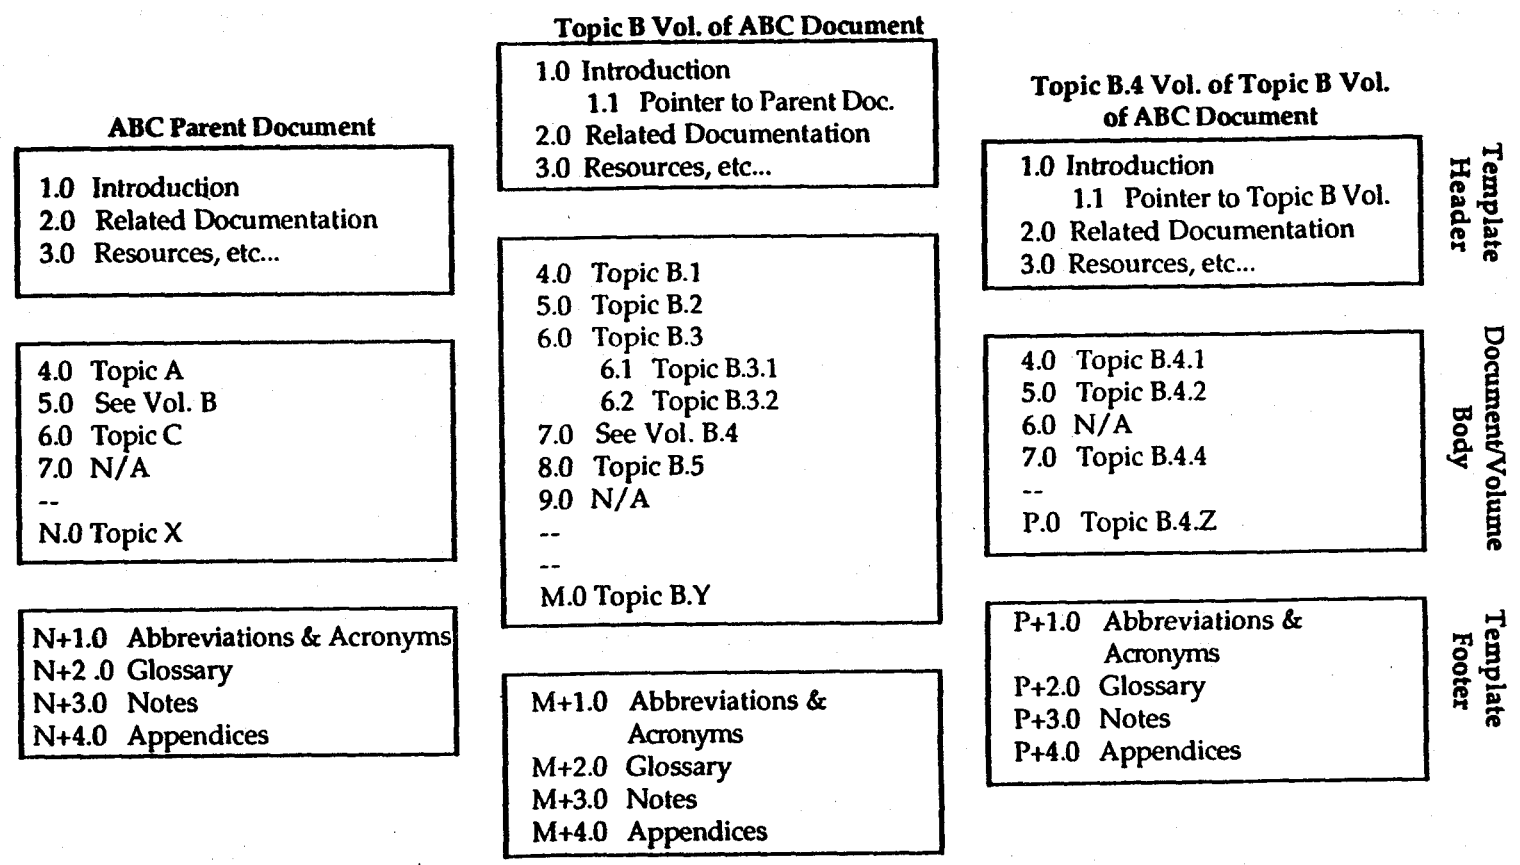 ABC Parent Document
1.0 Introduction
2.0 Related Documentation
3.0 Resources, etc...
4.0 Topic A
5.0 See Vol. B
6.0 Topic C
7.0 N/A
--
N.0 Topic X
N+1.0 Abbreviations & Acronyms
N+2 .0 Glossary
N+3.0 Notes
N+4.0 Appendices
Topic B Vol. of ABC Document
1.0 Introduction
1.1 Pointer to Parent Doc.
2.0 Related Documentation
3.0 Resources, etc...
4.0 Topic B.1
5.0 Topic B.2
6.0 Topic B.3
6.1 Topic B.3.1
6.2 Topic B.3.2
7.0 See Vol. B.4
8.0 Topic B.5
9.0 N/A
--
--
M.0 Topic B.Y
M+1.0 Abbreviations &
Acronyms
M+2.0 Glossary
M+3.0 Notes
M+4.0 Appendices
Topic B.4 Vol. of Topic B Vol.
of ABC Document
1.0 Introduction
1.1 Pointer to Topic B Vol.
2.0 Related Documentation
3.0 Resources, etc...
4.0 Topic B.4.1
5.0 Topic B.4.2
6.0 N/A
7.0 Topic B.4.4
--
P.0 Topic B.4.Z
P+1.0 Abbreviations &
Acronyms
P+2.0 Glossary
P+3.0 Notes
P+4.0 Appendices
Template
Header
Document/Volume
Body
Template
Footer